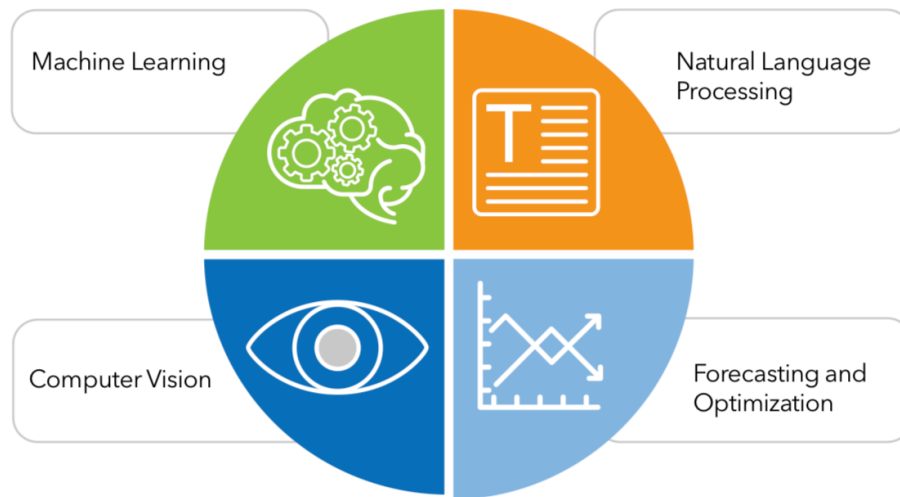 Machine Learning
Natural Language
Processing
T
Computer Vision
Forecasting and
Optimization